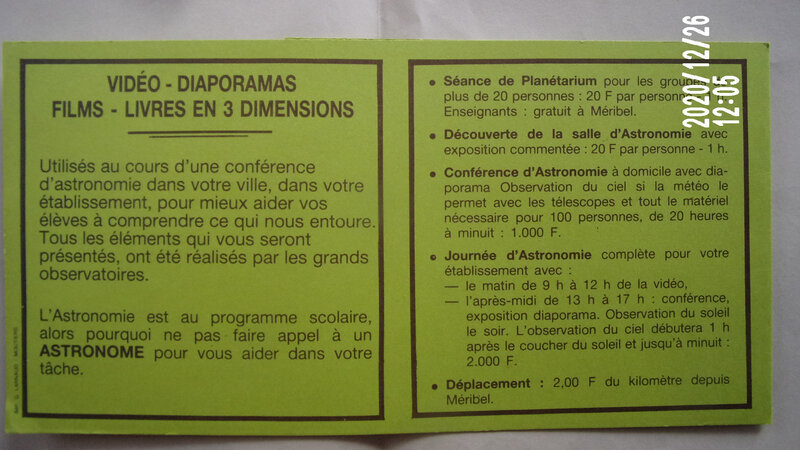 VIDÉO - DIAPORAMAS
FILMS - LIVRES EN 3 DIMENSIONS
Utilisés au cours d'une conférence
d'astronomie dans votre ville, dans votre
établissement, pour mieux aider vos
élèves à comprendre ce qui nous entoure.
Tous les éléments qui vous seront
présentés, ont été réalisés par les grands
observatoires.
L'Astronomie est au programme scolaire,
alors pourquoi ne pas faire appel à un
ASTRONOME pour vous aider dans votre
tâche.
• Séance de Planétarium pour les groupes
plus de 20 personnes : 20 F par personne
Enseignants : gratuit à Méribel.
• Découverte de la salle d'Astronomie avec
exposition commentée : 20 F par personne - 1 h.
• Conférence d'Astronomie à domicile avec dia-
porama Observation du ciel si la météo le
permet avec les télescopes et tout le matériel
nécessaire pour 100 personnes, de 20 heures
à minuit : 1.000 F.
• Journée d'Astronomie complète pour votre
établissement avec :
— le matin de 9 h à 12 h de la vidéo,
— l'après-midi de 13 h à 17 h : conférence,
exposition diaporama. Observation du soleil
le soir. L'observation du ciel débutera 1 h
après le coucher du soleil et jusqu'à minuit :
2.000 F.
• Déplacement : 2,00 F du kilomètre depuis
Méribel.
2020/12/26
12:05